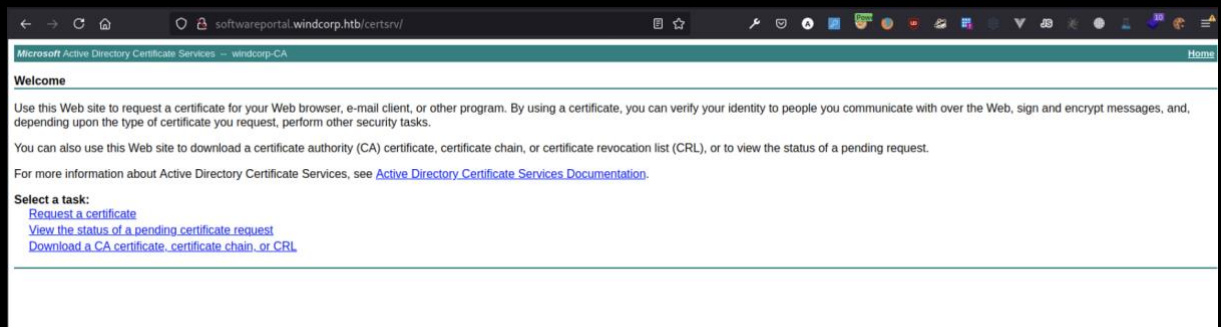 softwareportal.windcorp.htb/certsrv/
10
Microsoft Active Directory Certificate Services -- windcorp-CA
Home
Welcome
Use this Web site to request a certificate for your Web browser, e-mail client, or other program. By using a certificate, you can verify your identity to people you communicate with over the Web, sign and encrypt messages, and,
depending upon the type of certificate you request, perform other security tasks.
You can also use this Web site to download a certificate authority (CA) certificate, certificate chain, or certificate revocation list (CRL), or to view the status of a pending request.
For more information about Active Directory Certificate Services, see Active Directory Certificate Services Documentation.
Select a task:
Request a certificate
View the status of a pending certificate request
Download a CA certificate, certificate chain, or CRL